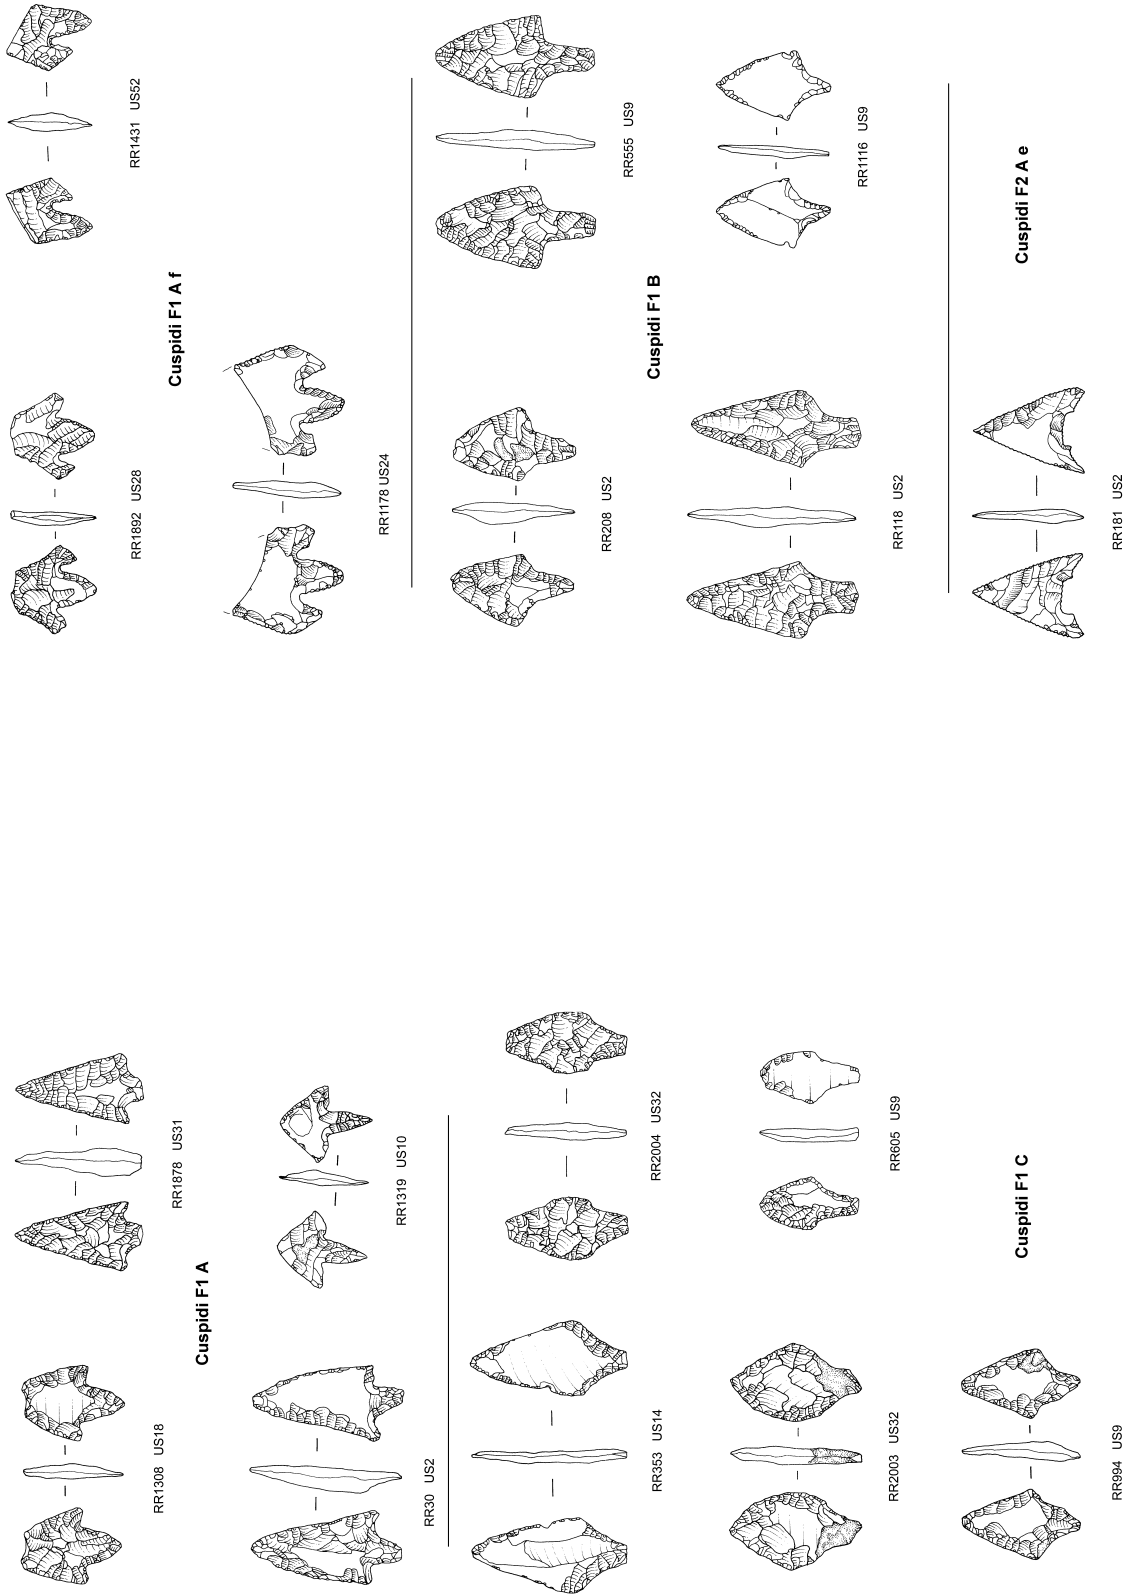 RR1308 US18
RR1878 US31
Cuspidi F1 A
RR30 US2
RR1319 US10
RR353 US14
RR2004 US32
RR2003 US32
RR605 US9
RR994 US9
Cuspidi F1 C
RR1892 US28
RR1431 US52
Cuspidi F1 A f
RR1178 US24
RR208 US2
RR555 US9
Cuspidi F1 B
RR118 US2
RR1116 US9
RR181 US2
Cuspidi F2 A e